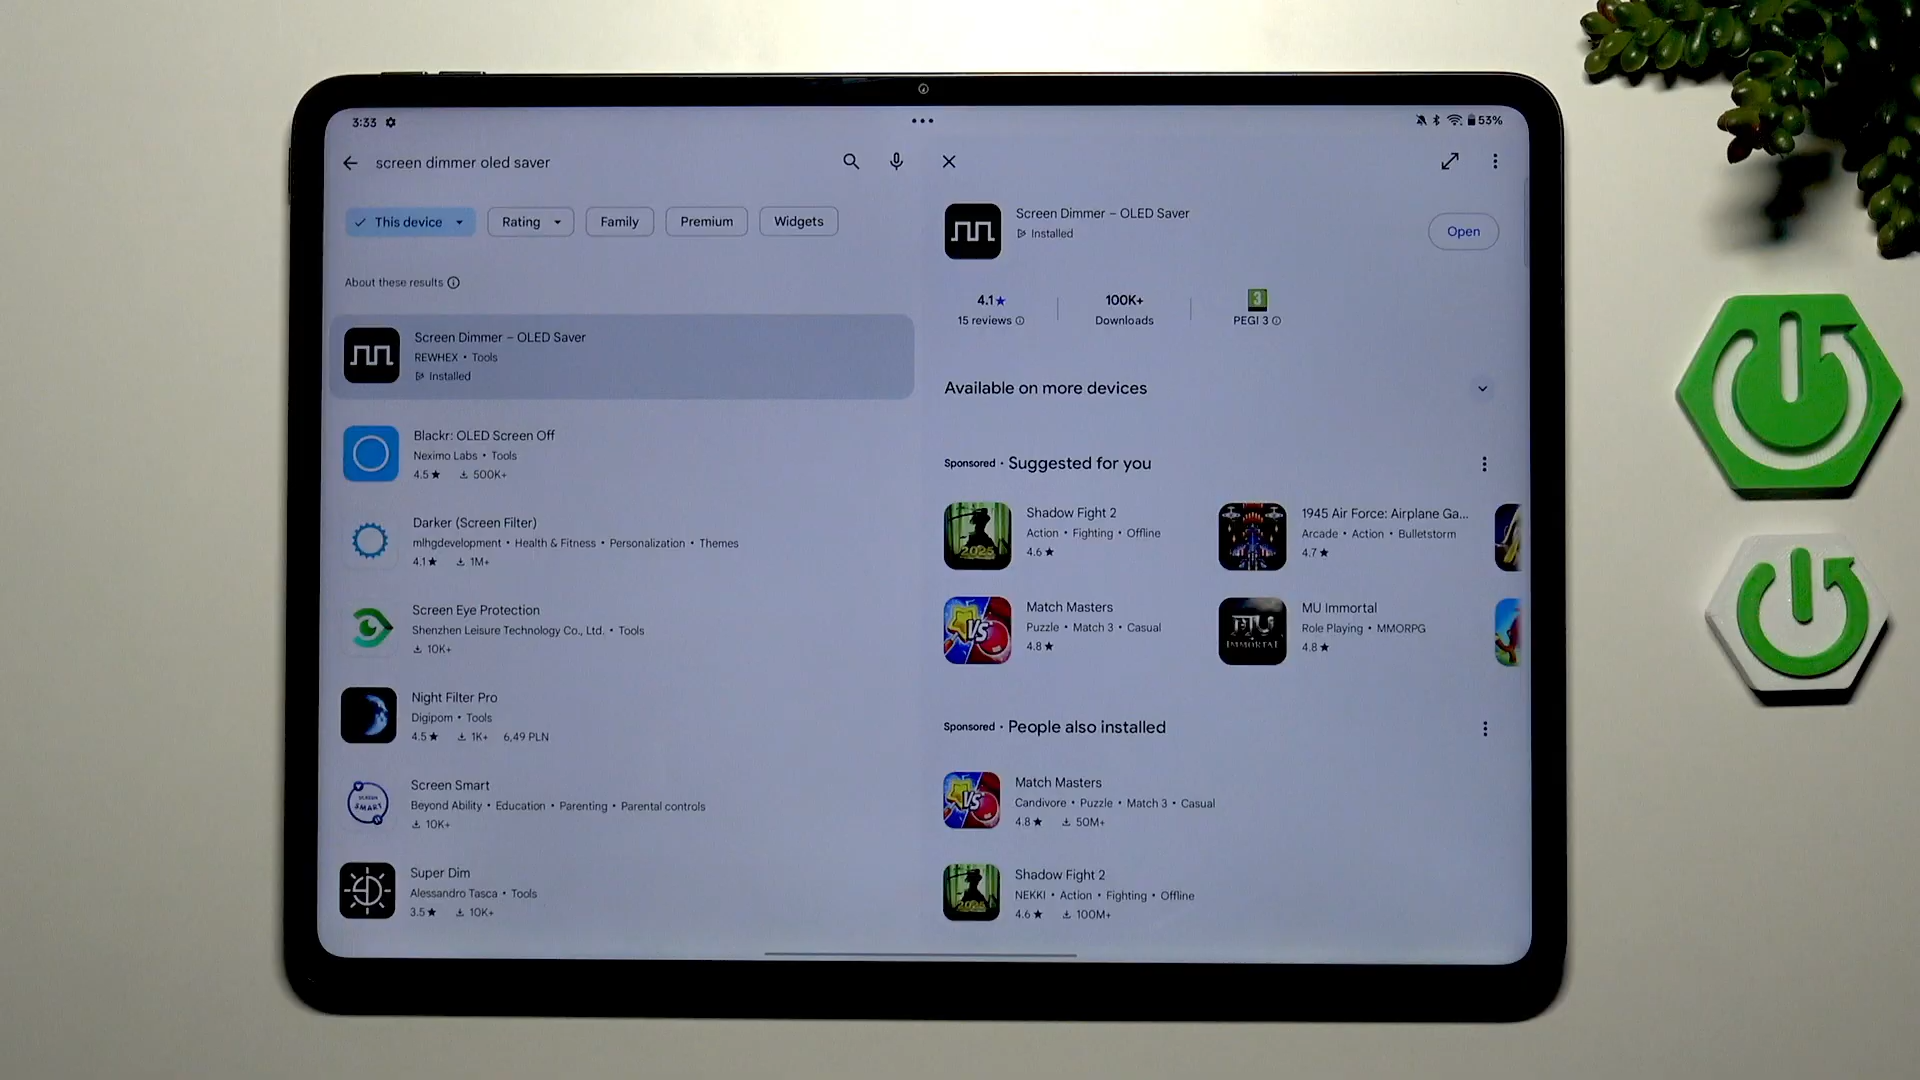 3:33
53%
screen dimmer oled saver
This device
Rating
Family
Premium
Widgets
About these results
Screen Dimmer – OLED Saver
REWHEX • Tools
Installed
Blackr: OLED Screen Off
Neximo Labs • Tools
4.5★ 500K+
Darker (Screen Filter)
mlhgdevelopment • Health & Fitness • Personalization • Themes
4.1★ 1M+
Screen Eye Protection
Shenzhen Leisure Technology Co., Ltd. • Tools
10K+
Night Filter Pro
Digipom • Tools
4.5★ 1K+ 6,49 PLN
SCREEN
SMART
Screen Smart
Beyond Ability • Education • Parenting • Parental controls
10K+
Super Dim
Alessandro Tasca • Tools
3.5★ 10K+
Screen Dimmer – OLED Saver
Installed
Open
4.1★
15 reviews
100K+
Downloads
3
PEGI 3
Available on more devices
Sponsored • Suggested for you
2025
Shadow Fight 2
Action • Fighting • Offline
4.6★
1945 Air Force: Airplane Ga...
Arcade • Action • Bulletstorm
4.7★
VS
Match Masters
Puzzle • Match 3 • Casual
4.8★
MU
IMMORTAL
MU Immortal
Role Playing • MMORPG
4.8★
Sponsored • People also installed
VS
Match Masters
Candivore • Puzzle • Match 3 • Casual
4.8★ 50M+
2025
Shadow Fight 2
NEKKI • Action • Fighting • Offline
4.6★ 100M+